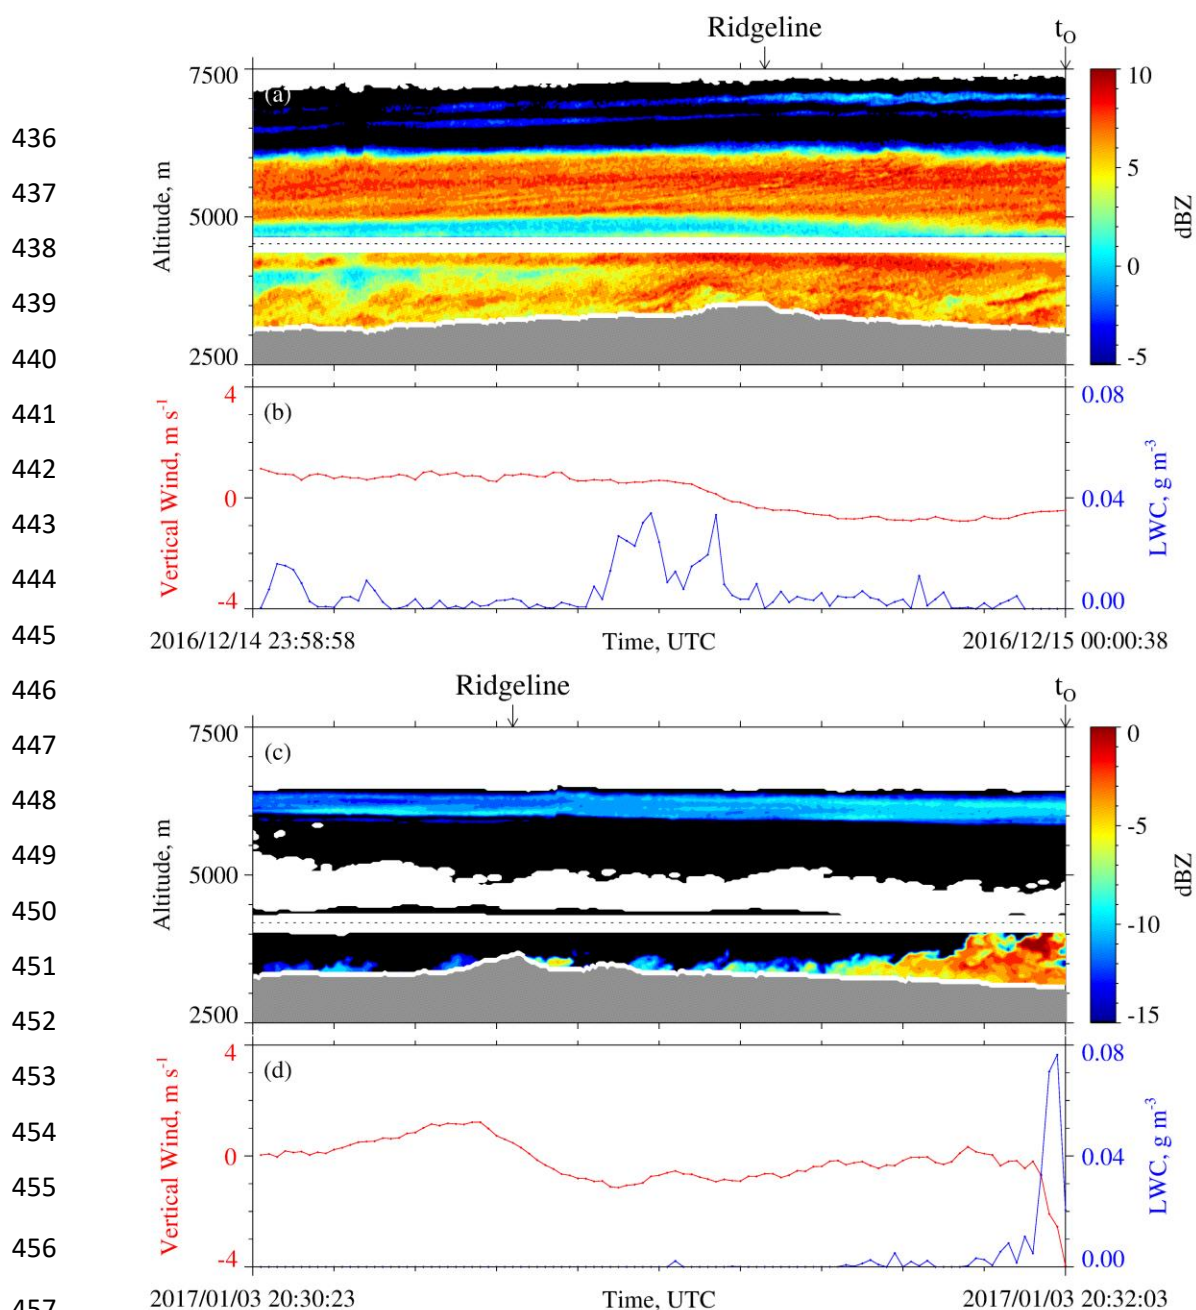 Ridgeline t_O
7500 (a) 10
436
5
437
Altitude, m 5000 dBZ
438
0
439
440 2500 -5
441 4 (b) 0.08
442 Vertical Wind, m s⁻¹ LWC, g m⁻³
443 0 0.04
444
-4 0.00
445 2016/12/14 23:58:58 Time, UTC 2016/12/15 00:00:38
446 Ridgeline t_O
447 7500 (c) 0
448
-5
449
Altitude, m 5000 dBZ
450
-10
451
452 2500 -15
453 4 (d) 0.08
454 Vertical Wind, m s⁻¹ LWC, g m⁻³
0 0.04
455
456 -4 0.00
457 2017/01/03 20:30:23 Time, UTC 2017/01/03 20:32:03